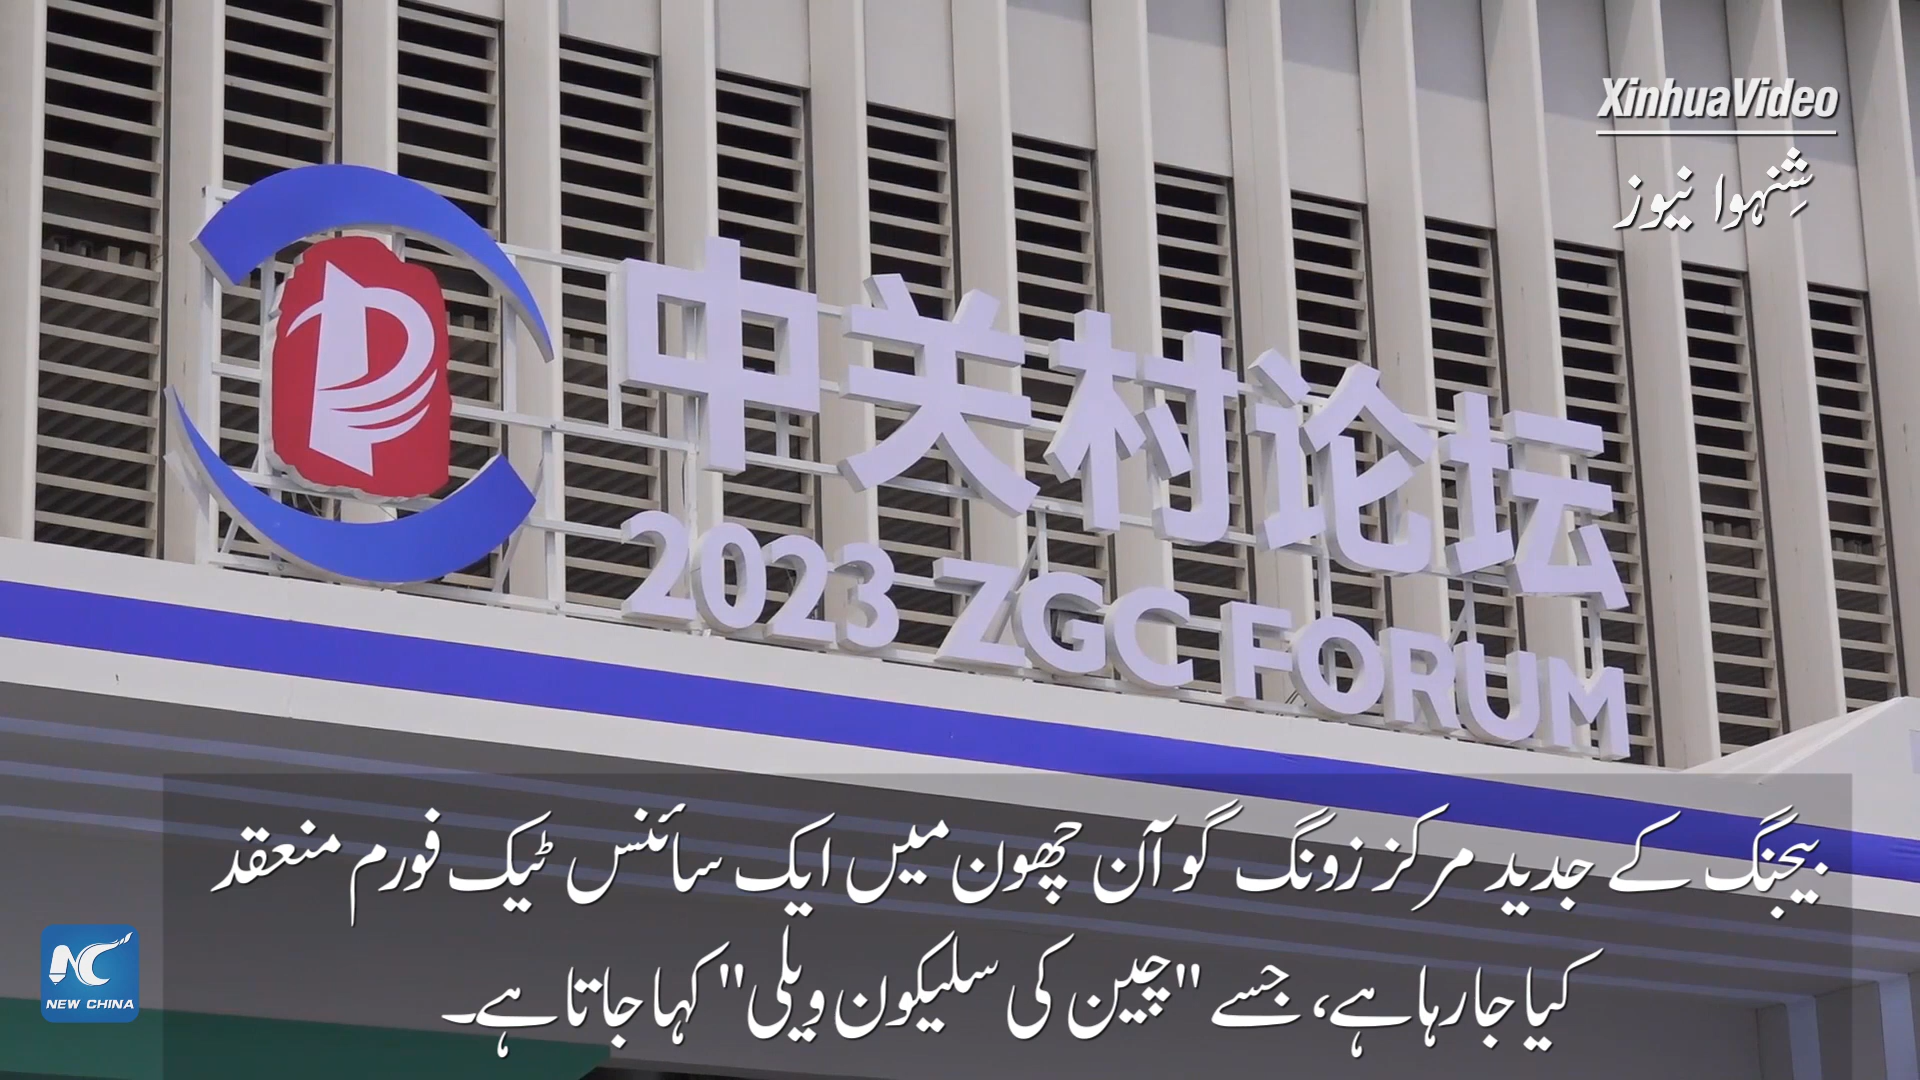 XinhuaVideo
شِنہوا نیوز
中关村论坛
2023 ZGC FORUM
بیجنگ کے جدید مرکز زونگ گوآن چھون میں ایک سائنس ٹیک فورم منعقد
کیا جارہا ہے، جسے "چین کی سلیکون ویلی" کہا جاتا ہے۔
NC
NEW CHINA